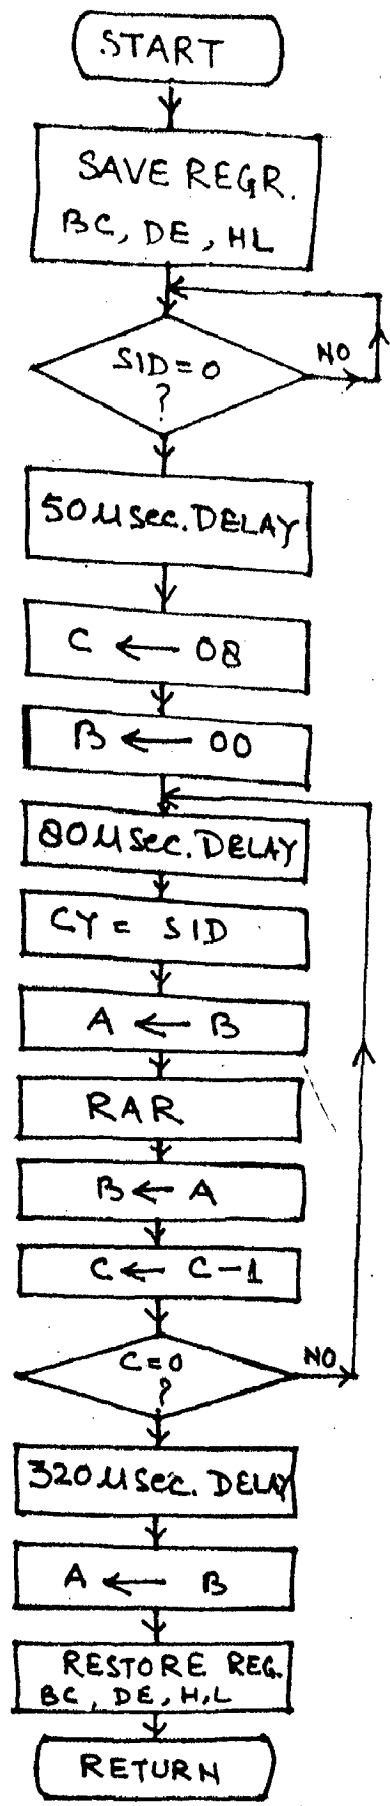 START
SAVE REGR.
BC, DE, HL
SID = 0
?
NO
50 μsec. DELAY
C ← 08
B ← 00
80 μsec. DELAY
CY = SID
A ← B
RAR
B ← A
C ← C-1
C=0
?
NO
320 μsec. DELAY
A ← B
RESTORE REG.
BC, DE, H,L
RETURN